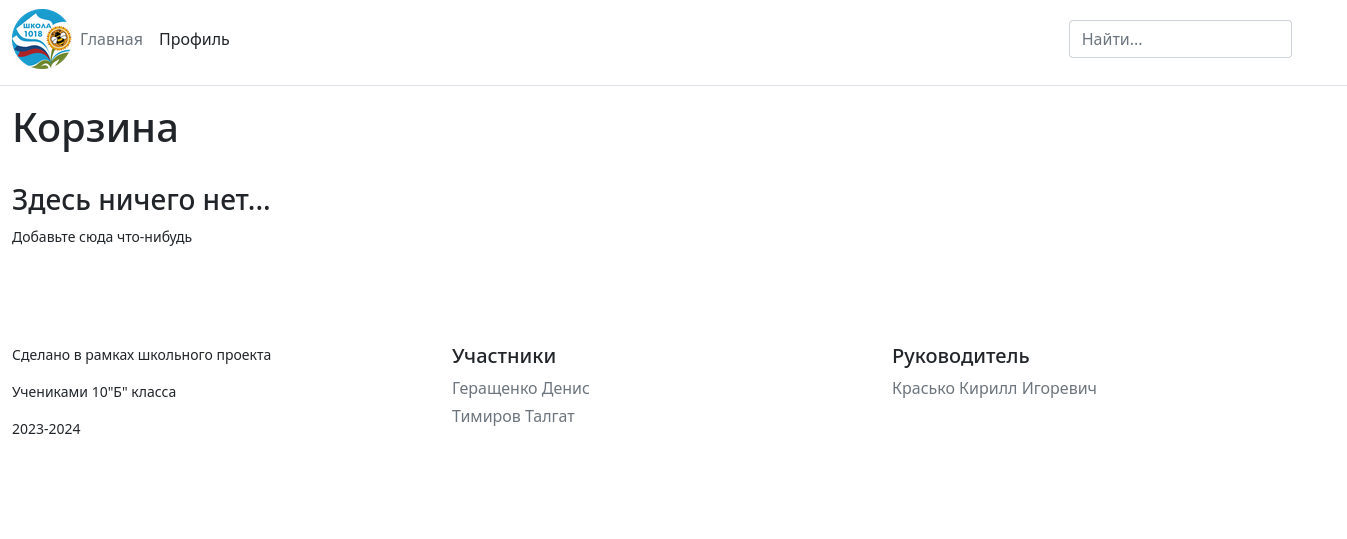 ШКОЛА
1018
Главная
Профиль
Найти...
Корзина
Здесь ничего нет...
Добавьте сюда что-нибудь
Сделано в рамках школьного проекта
Учениками 10"Б" класса
2023-2024
Участники
Геращенко Денис
Тимиров Талгат
Руководитель
Красько Кирилл Игоревич